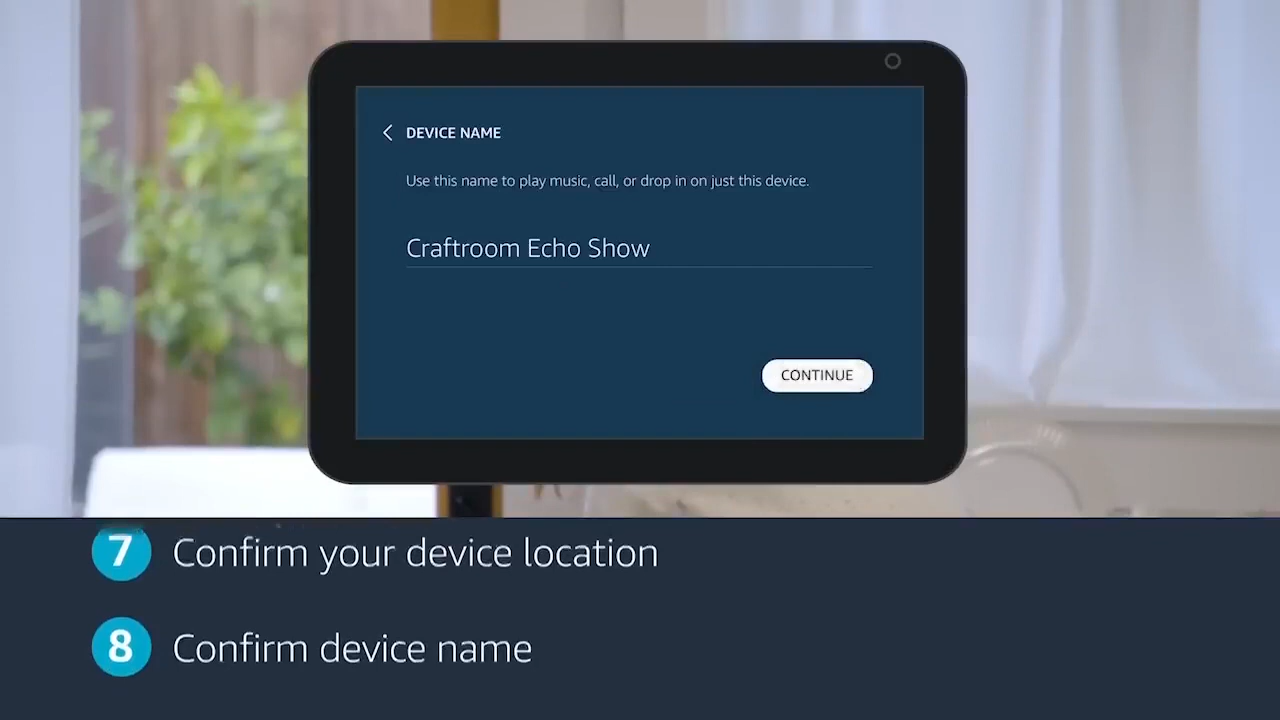 DEVICE NAME
Use this name to play music, call, or drop in on just this device.
Craftroom Echo Show
CONTINUE
7 Confirm your device location
8 Confirm device name